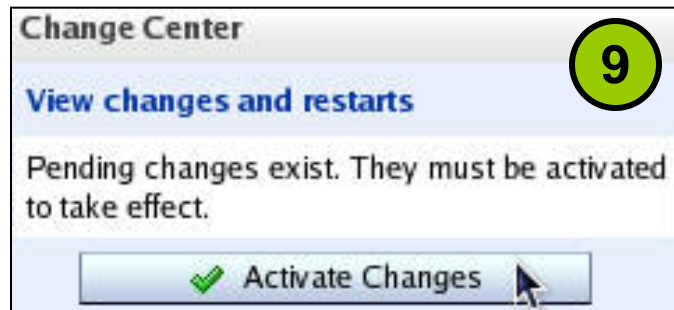 Change Center
9
View changes and restarts
Pending changes exist. They must be activated
to take effect.
Activate Changes